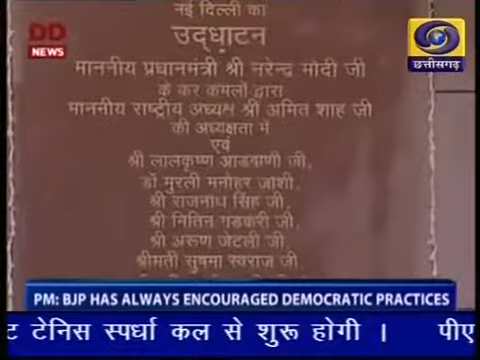 नई दिल्ली का
उद्घाटन
माननीय प्रधानमंत्री श्री नरेन्द्र मोदी जी
के कर कमलों द्वारा
माननीय राष्ट्रीय अध्यक्ष श्री अमित शाह जी
की अध्यक्षता में
एवं
श्री लालकृष्ण आडवाणी जी,
डॉ मुरली मनोहर जोशी,
श्री राजनाथ सिंह जी,
श्री नितिन गडकरी जी,
श्री अरूण जेटली जी,
श्रीमती सुषमा स्वराज जी
DD
NEWS
छत्तीसगढ़
PM: BJP HAS ALWAYS ENCOURAGED DEMOCRATIC PRACTICES
ट टेनिस स्पर्धा कल से शुरू होगी । पीए